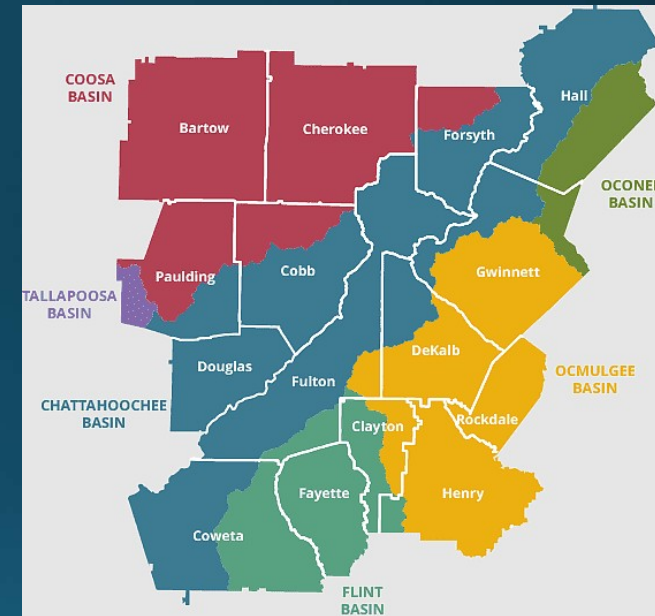 COOSA
BASIN
Bartow
Cherokee
Forsyth
Hall
OCONEE
BASIN
Paulding
Cobb
Gwinnett
TALLAPOOSA
BASIN
Douglas
DeKalb
Fulton
OCMULGEE
BASIN
CHATTAHOOCHEE
BASIN
Clayton
Rockdale
Fayette
Henry
Coweta
FLINT
BASIN